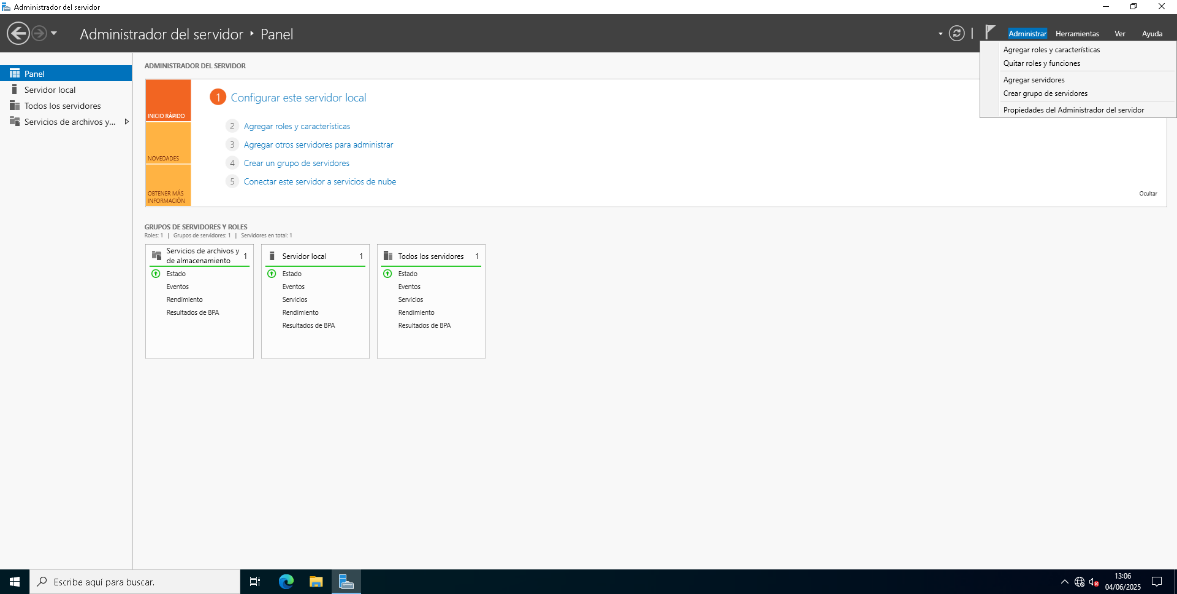 Administrador del servidor
Administrador del servidor ‣ Panel
Administrar Herramientas Ver Ayuda
Agregar roles y características
Quitar roles y funciones
Agregar servidores
Crear grupo de servidores
Propiedades del Administrador del servidor
Panel
Servidor local
Todos los servidores
Servicios de archivos y...
ADMINISTRADOR DEL SERVIDOR
INICIO RÁPIDO
NOVEDADES
OBTENER MÁS
INFORMACIÓN
1 Configurar este servidor local
2 Agregar roles y características
3 Agregar otros servidores para administrar
4 Crear un grupo de servidores
5 Conectar este servidor a servicios de nube
Ocultar
GRUPOS DE SERVIDORES Y ROLES
Roles: 1 | Grupos de servidores: 1 | Servidores en total: 1
Servicios de archivos y
de almacenamiento 1
Estado
Eventos
Rendimiento
Resultados de BPA
Servidor local 1
Estado
Eventos
Servicios
Rendimiento
Resultados de BPA
Todos los servidores 1
Estado
Eventos
Servicios
Rendimiento
Resultados de BPA
Escribe aquí para buscar.
13:06
04/06/2025